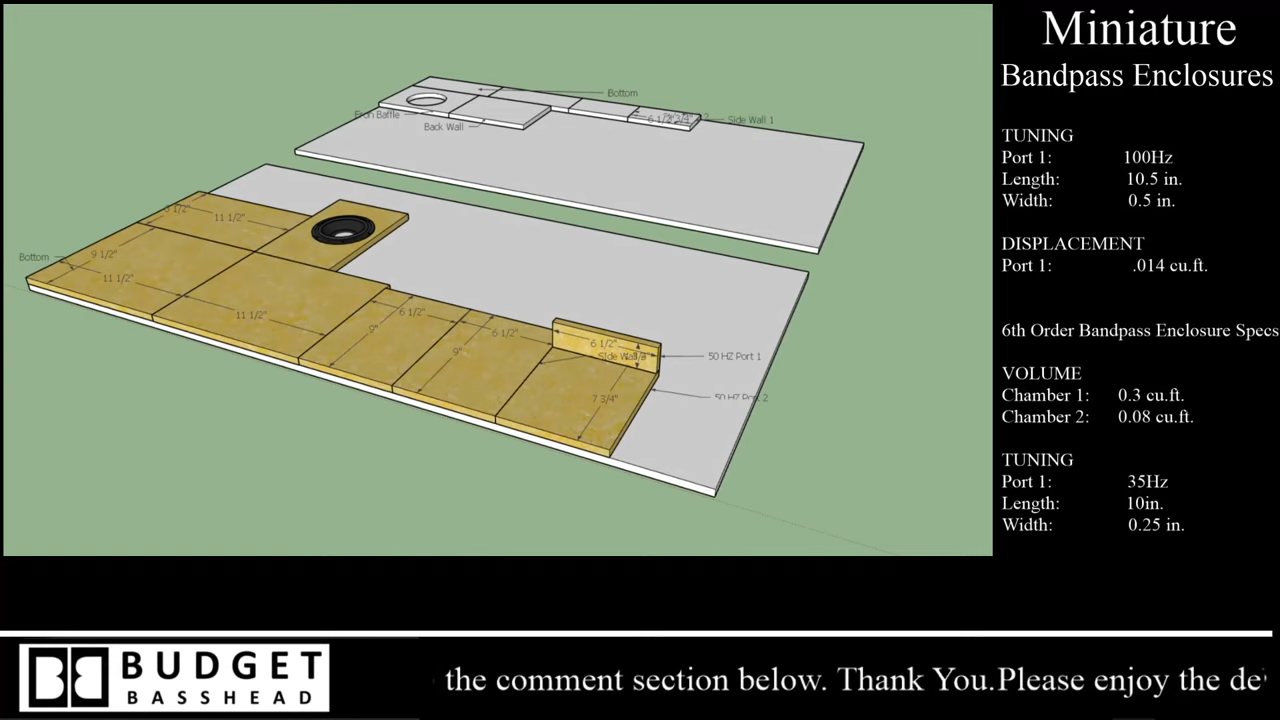 Miniature
Bandpass Enclosures
TUNING
Port 1: 100Hz
Length: 10.5 in.
Width: 0.5 in.
DISPLACEMENT
Port 1: .014 cu.ft.
6th Order Bandpass Enclosure Specs
VOLUME
Chamber 1: 0.3 cu.ft.
Chamber 2: 0.08 cu.ft.
TUNING
Port 1: 35Hz
Length: 10in.
Width: 0.25 in.
Bottom
Baffle
Back Wall
Side Wall 1
11 1/2"
Bottom
9 1/2"
11 1/2"
11 1/2"
6 1/2"
9"
6 1/2"
9"
6 1/2"
50 HZ Port 1
7 3/4"
BUDGET
BASSHEAD
the comment section below. Thank You.Please enjoy the de